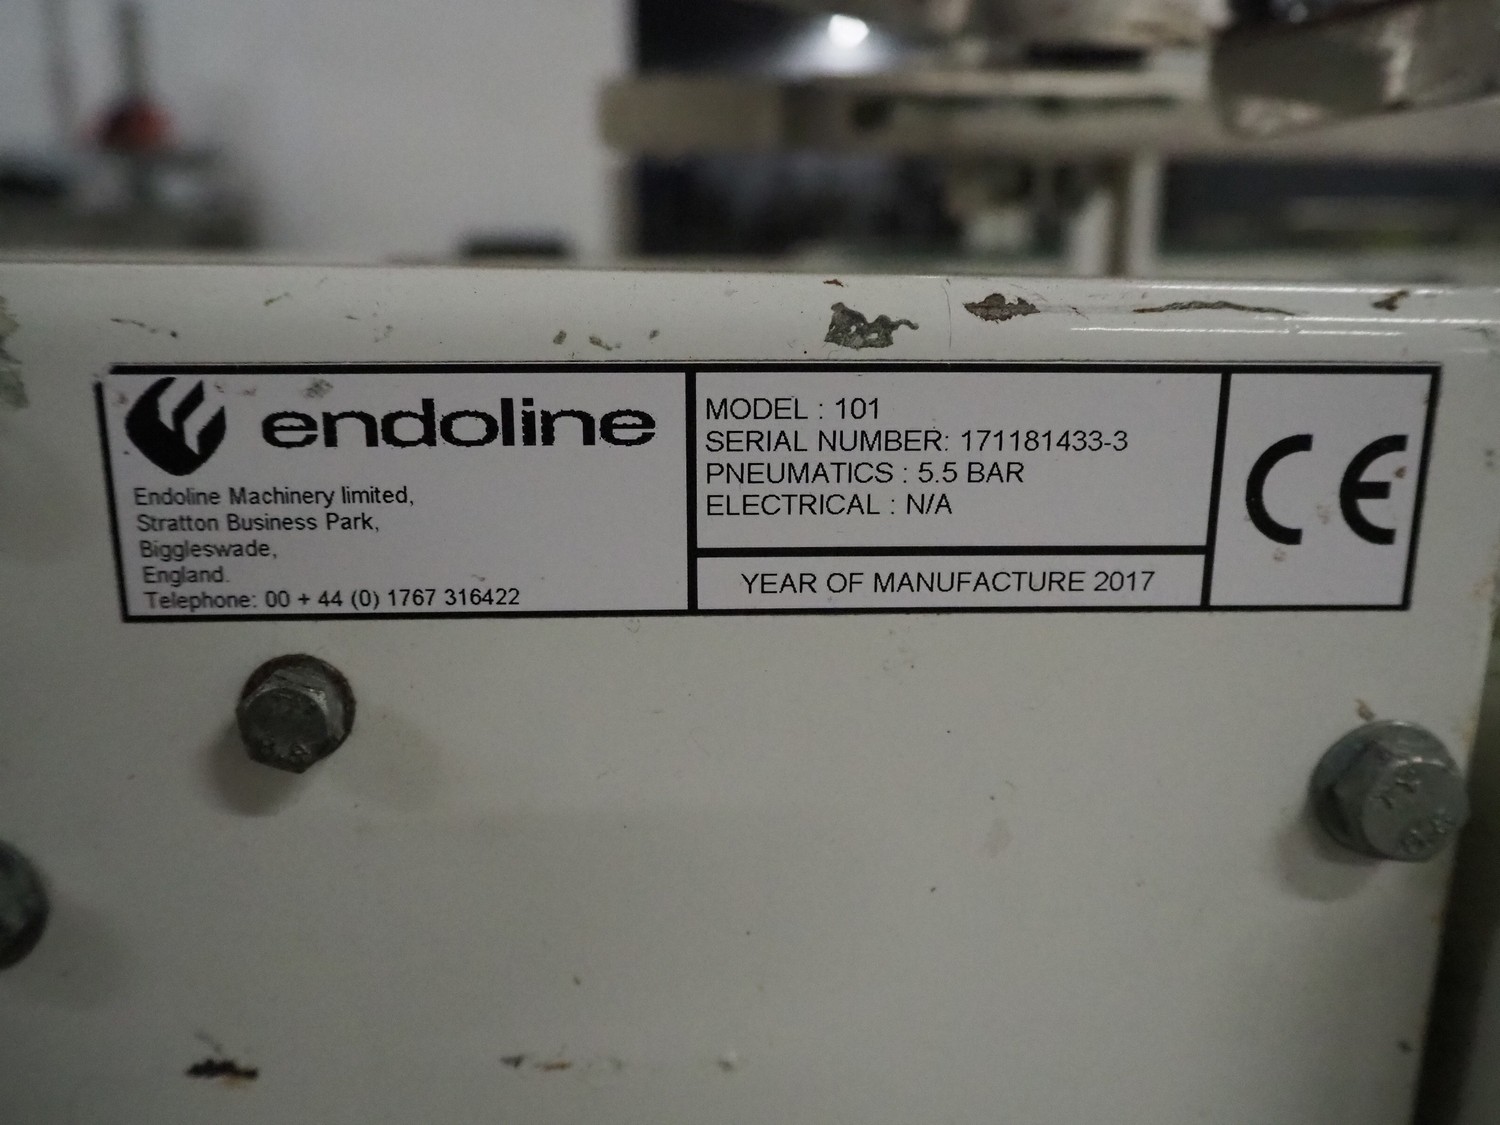 endoline
Endoline Machinery limited,
Stratton Business Park,
Biggleswade,
England.
Telephone: 00 + 44 (0) 1767 316422
MODEL : 101
SERIAL NUMBER: 171181433-3
PNEUMATICS : 5.5 BAR
ELECTRICAL : N/A
YEAR OF MANUFACTURE 2017
CE